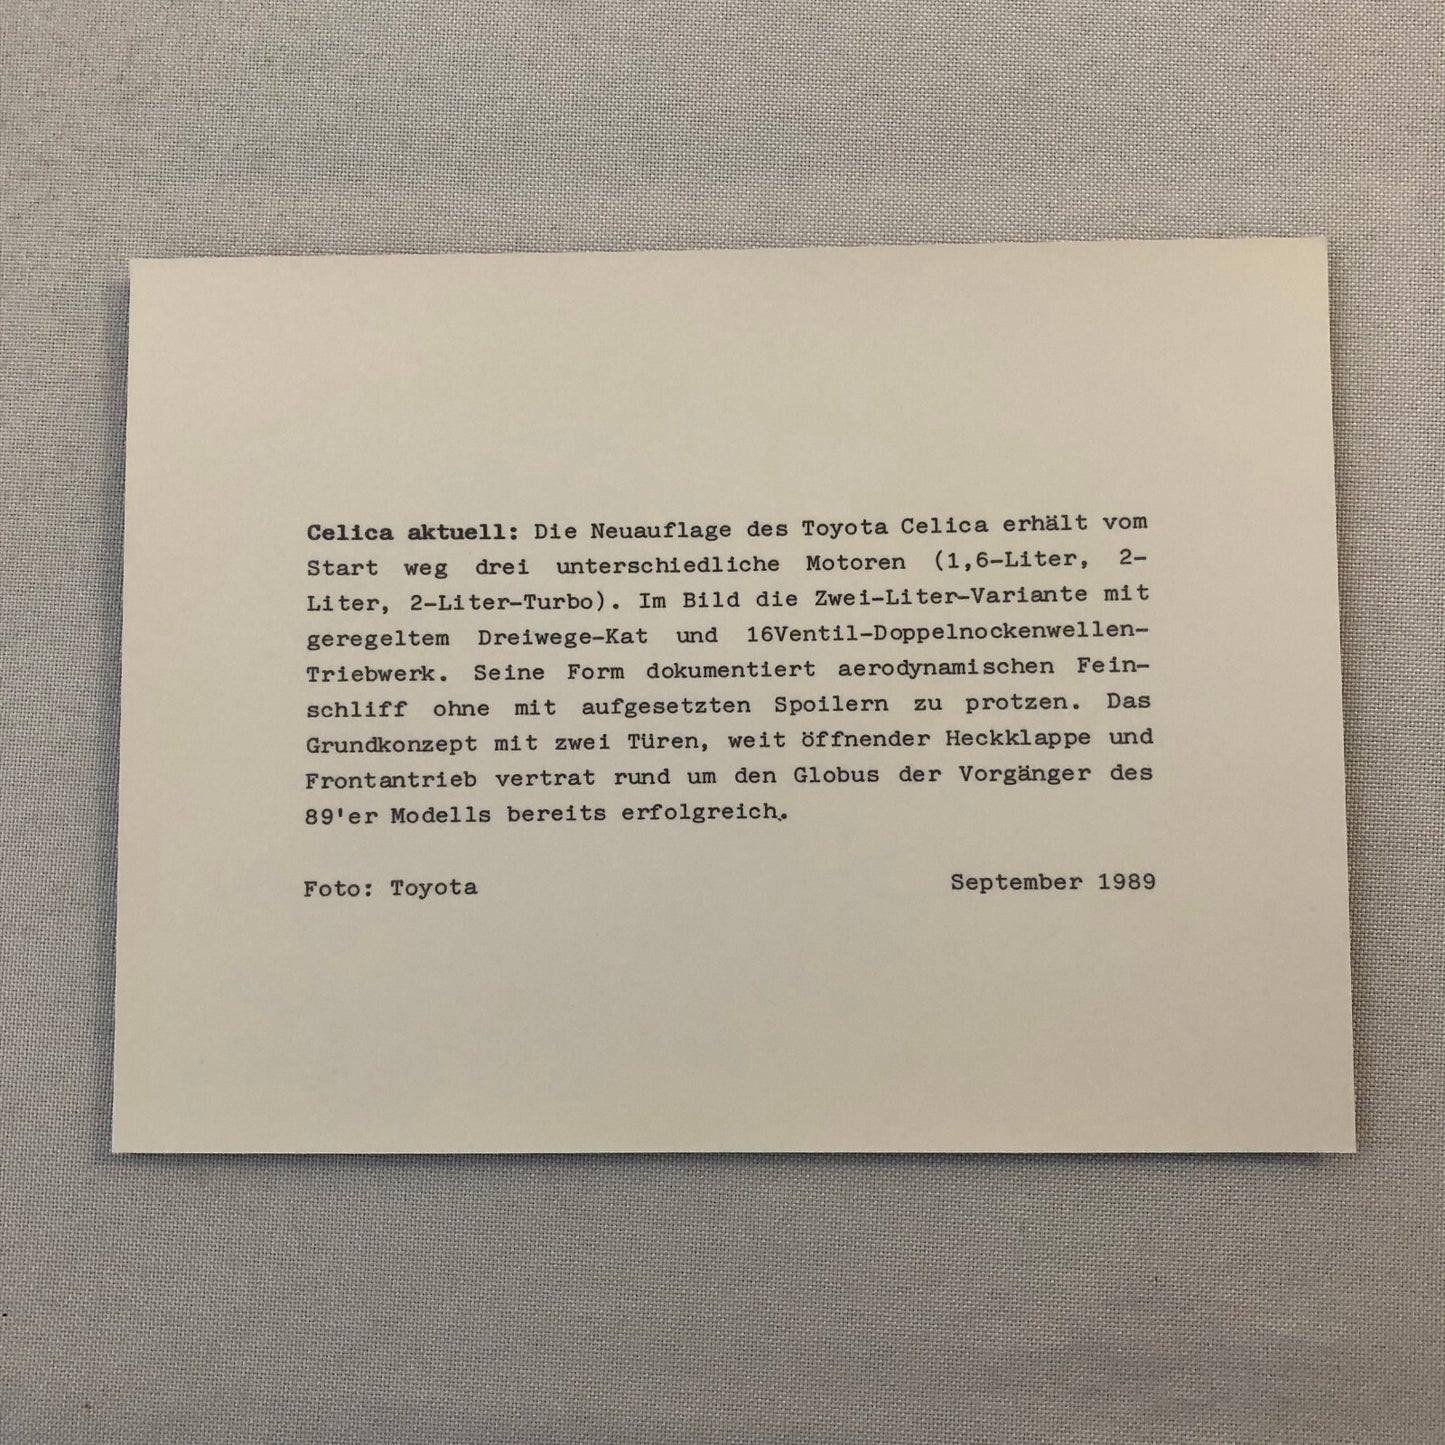 Celica aktuell: Die Neuauflage des Toyota Celica erhält vom
Start weg drei unterschiedliche Motoren (1,6-Liter, 2-
Liter, 2-Liter-Turbo). Im Bild die Zwei-Liter-Variante mit
geregeltem Dreiwege-Kat und 16Ventil-Doppelnockenwellen-
Triebwerk. Seine Form dokumentiert aerodynamischen Fein-
schliff ohne mit aufgesetzten Spoilern zu protzen. Das
Grundkonzept mit zwei Türen, weit öffnender Heckklappe und
Frontantrieb vertrat rund um den Globus der Vorgänger des
89'er Modells bereits erfolgreich.
Foto: Toyota September 1989